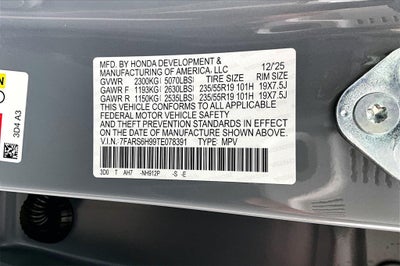 MFD. BY HONDA DEVELOPMENT & 12/25
MANUFACTURING OF AMERICA, LLC
GVWR 2300KG( 5070LBS) TIRE SIZE RIM SIZE
GAWR F 1193KG( 2630LBS) 235/55R19 101H 19X7.5J
GAWR R 1150KG( 2535LBS) 235/55R19 101H 19X7.5J
THIS VEHICLE CONFORMS TO ALL APPLICABLE
FEDERAL MOTOR VEHICLE SAFETY AND
THEFT PREVENTION STANDARDS IN EFFECT ON
THE DATE OF MANUFACTURE SHOWN ABOVE.
V.I.N.: 7FARS6H99TE078391 TYPE: MPV
3D0 T AH7 -NH912P -S -E
3D4 A3